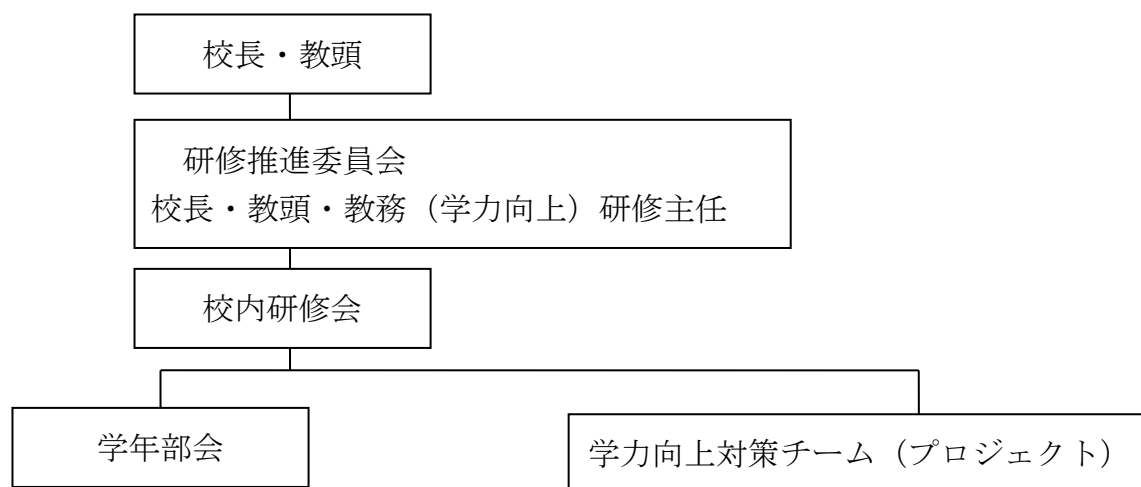 校長・教頭
研修推進委員会
校長・教頭・教務（学力向上）研修主任
校内研修会
学年部会
学力向上対策チーム（プロジェクト）